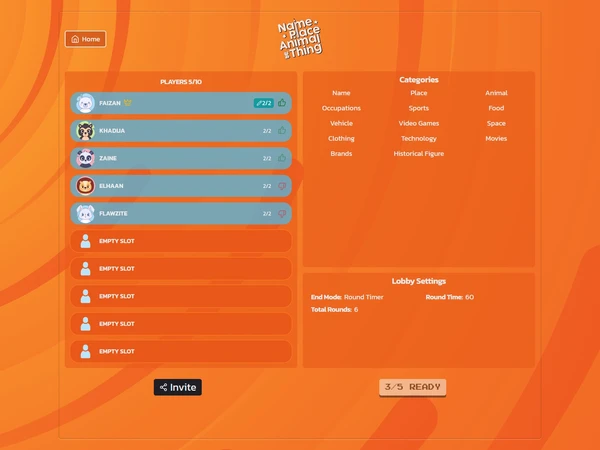 Home
Name
Place
Animal
Thing
PLAYERS 5/10
FAIZAN 2/2
KHADIJA 2/2
ZAINE 2/2
ELHAAN 2/2
FLAWZITE 2/2
EMPTY SLOT
EMPTY SLOT
EMPTY SLOT
EMPTY SLOT
EMPTY SLOT
Invite
Categories
Name Place Animal
Occupations Sports Food
Vehicle Video Games Space
Clothing Technology Movies
Brands Historical Figure
Lobby Settings
End Mode: Round Timer Round Time: 60
Total Rounds: 6
3/5 READY